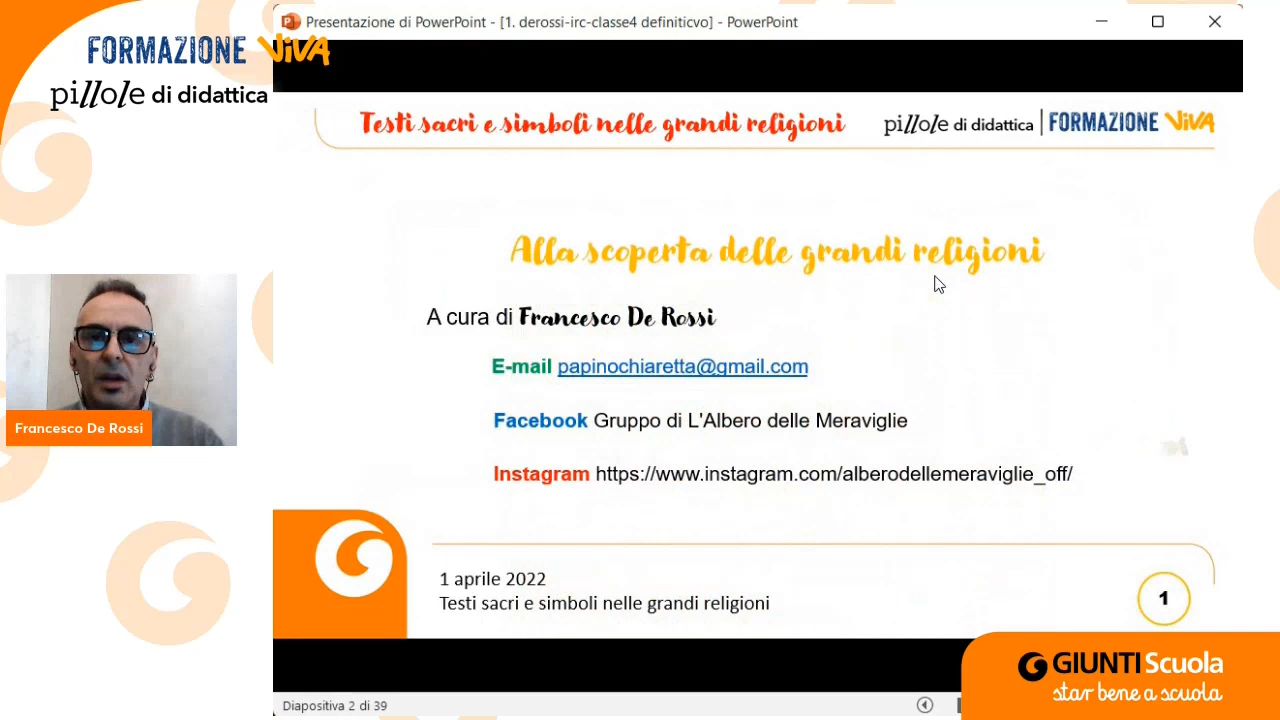 Presentazione di PowerPoint - [1. derossi-irc-classe4 definiticvo] - PowerPoint
FORMAZIONE ViVA
pillole di didattica
Testi sacri e simboli nelle grandi religioni
pillole di didattica | FORMAZIONE ViVA
Alla scoperta delle grandi religioni
A cura di Francesco De Rossi
E-mail papinochiaretta@gmail.com
Facebook Gruppo di L'Albero delle Meraviglie
Instagram https://www.instagram.com/alberodellemeraviglie_off/
Francesco De Rossi
1 aprile 2022
Testi sacri e simboli nelle grandi religioni
1
GIUNTI Scuola
star bene a scuola
Diapositiva 2 di 39